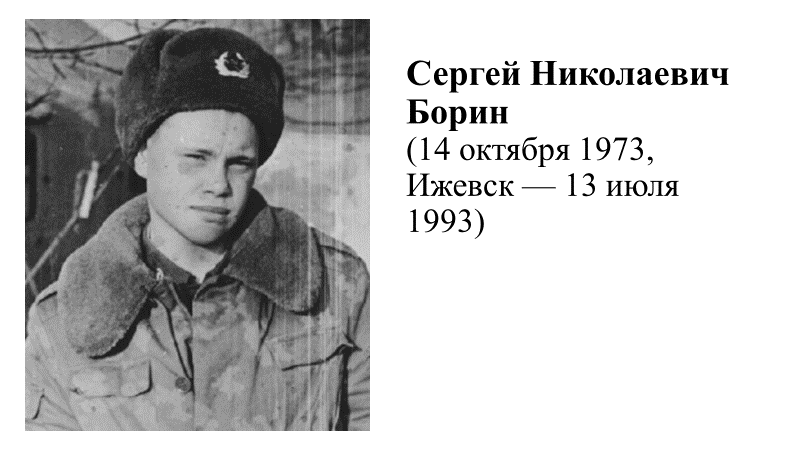 Сергей Николаевич
Борин
(14 октября 1973,
Ижевск — 13 июля
1993)